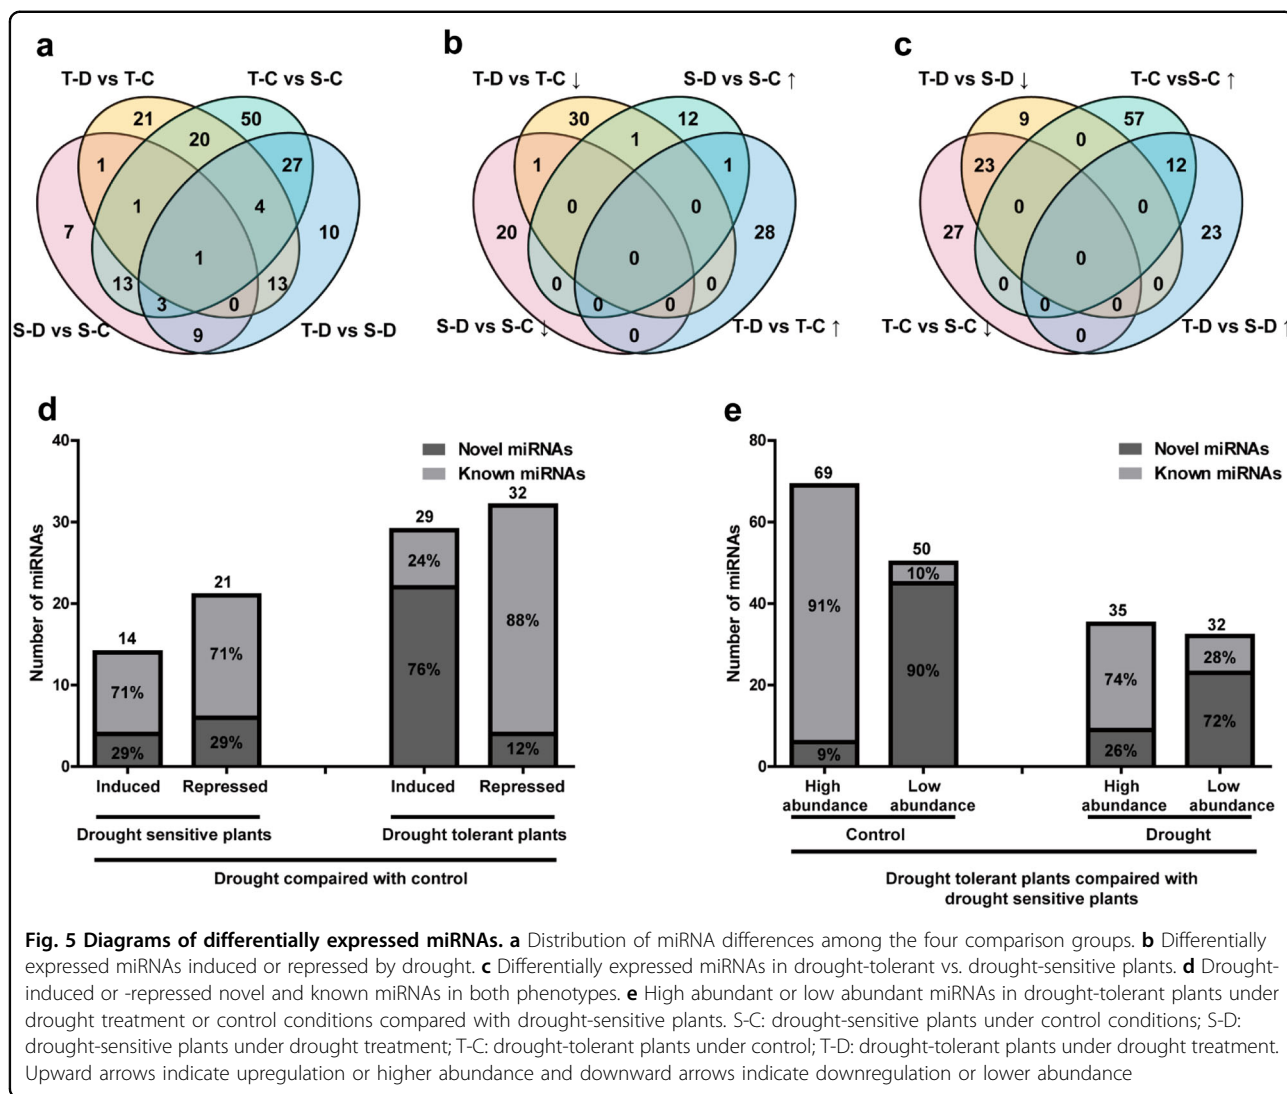 a
T-D vs T-C
T-C vs S-C
21
50
20
1
27
1
4
7
10
1
13
13
3
0
S-D vs S-C
T-D vs S-D
9
b
T-D vs T-C ↓
S-D vs S-C ↑
30
12
1
1
1
0
0
20
28
0
0
0
0
0
S-D vs S-C ↓
T-D vs T-C ↑
0
c
T-D vs S-D ↓
T-C vsS-C ↑
9
57
0
23
12
0
0
27
23
0
0
0
0
0
T-C vs S-C ↓
T-D vs S-D ↑
0
d
Novel miRNAs
Known miRNAs
Number of miRNAs
40
30
20
10
0
14
71%
29%
21
71%
29%
29
24%
76%
32
88%
12%
Induced
Repressed
Induced
Repressed
Drought sensitive plants
Drought tolerant plants
Drought compaired with control
e
Novel miRNAs
Known miRNAs
Number of miRNAs
80
60
40
20
0
69
91%
9%
50
10%
90%
35
74%
26%
32
28%
72%
High
abundance
Low
abundance
High
abundance
Low
abundance
Control
Drought
Drought tolerant plants compaired with
drought sensitive plants
Fig. 5 Diagrams of differentially expressed miRNAs. a Distribution of miRNA differences among the four comparison groups. b Differentially
expressed miRNAs induced or repressed by drought. c Differentially expressed miRNAs in drought-tolerant vs. drought-sensitive plants. d Drought-
induced or -repressed novel and known miRNAs in both phenotypes. e High abundant or low abundant miRNAs in drought-tolerant plants under
drought treatment or control conditions compared with drought-sensitive plants. S-C: drought-sensitive plants under control conditions; S-D:
drought-sensitive plants under drought treatment; T-C: drought-tolerant plants under control; T-D: drought-tolerant plants under drought treatment.
Upward arrows indicate upregulation or higher abundance and downward arrows indicate downregulation or lower abundance